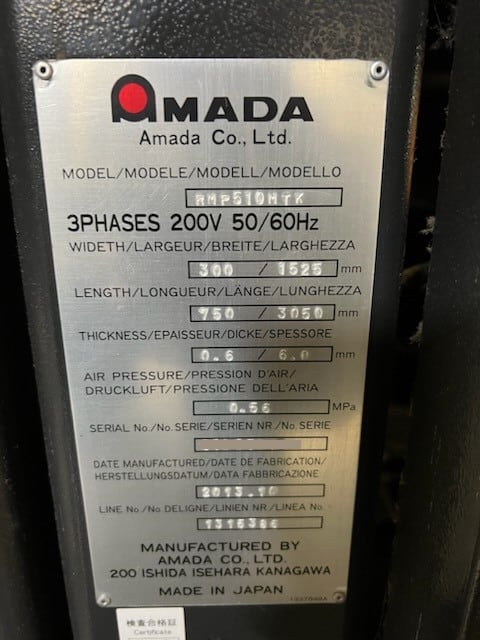 AMADA
Amada Co., Ltd.
MODEL/MODELE/MODELL/MODELLO
RMP510MTK
3PHASES 200V 50/60Hz
WIDETH/LARGEUR/BREITE/LARGHEZZA
300 / 1525 mm
LENGTH/LONGUEUR/LÄNGE/LUNGHEZZA
750 / 3050 mm
THICKNESS/EPAISSEUR/DICKE/SPESSORE
0.6 / 6.0 mm
AIR PRESSURE/PRESSION D'AIR/
DRUCKLUFT/PRESSIONE DELL'ARIA
0.56 MPa
SERIAL No./No. SERIE/SERIEN NR./No SERIE
DATE MANUFACTURED/DATE DE FABRICATION/
HERSTELLUNGSDATUM/DATA FABBRICAZIONE
2013.10
LINE No./No DELIGNE/LINIEN NR./LINEA No.
MANUFACTURED BY
AMADA CO., LTD.
200 ISHIDA ISEHARA KANAGAWA
MADE IN JAPAN
検査合格証
Certificate